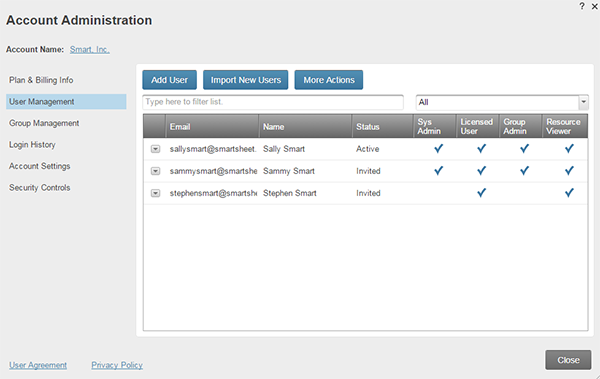 ? ×
Account Administration
Account Name: Smart, Inc.
Plan & Billing Info
User Management
Group Management
Login History
Account Settings
Security Controls
Add User Import New Users More Actions
Type here to filter list. All
Email Name Status Sys Admin Licensed User Group Admin Resource Viewer
sallysmart@smartsheet. Sally Smart Active
sammysmart@smartshe Sammy Smart Invited
stephensmart@smartshe Stephen Smart Invited
User Agreement Privacy Policy Close